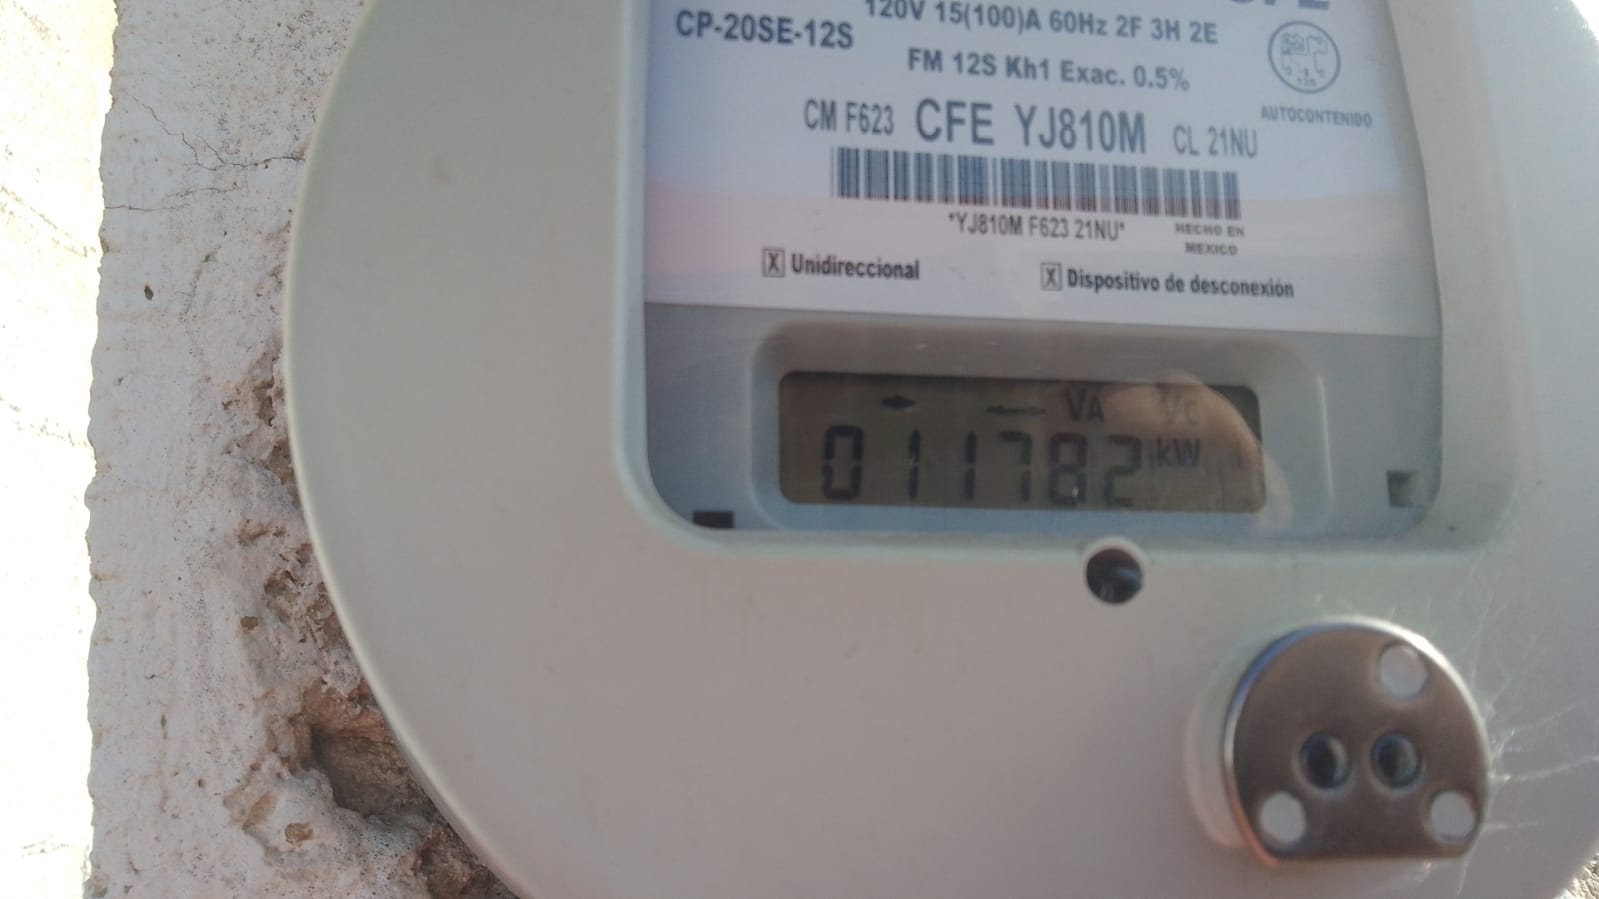 120V 15(100)A 60Hz 2F 3H 2E
CP-20SE-12S
FM 12S Kh1 Exac. 0.5%
AUTOCONTENIDO
CM F623 CFE YJ810M CL 21NU
*YJ810M F623 21NU*
HECHO EN
MEXICO
X Unidireccional
X Dispositivo de desconexión
VA VC
011782 kW